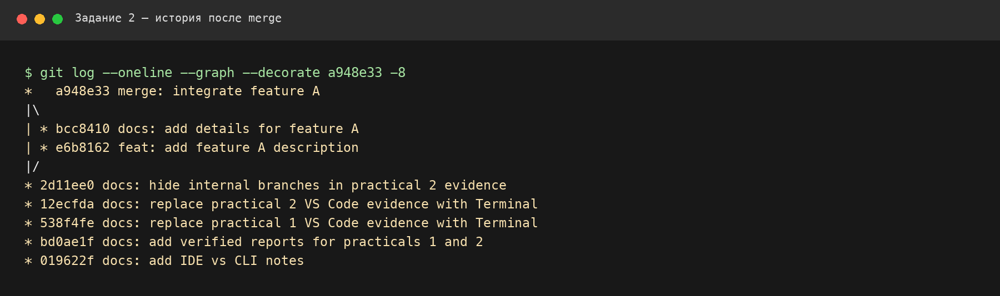 Задание 2 — история после merge
$ git log --oneline --graph --decorate a948e33 -8
*   a948e33 merge: integrate feature A
|\
| * bcc8410 docs: add details for feature A
| * e6b8162 feat: add feature A description
|/
* 2d11ee0 docs: hide internal branches in practical 2 evidence
* 12ecfda docs: replace practical 2 VS Code evidence with Terminal
* 538f4fe docs: replace practical 1 VS Code evidence with Terminal
* bd0ae1f docs: add verified reports for practicals 1 and 2
* 019622f docs: add IDE vs CLI notes